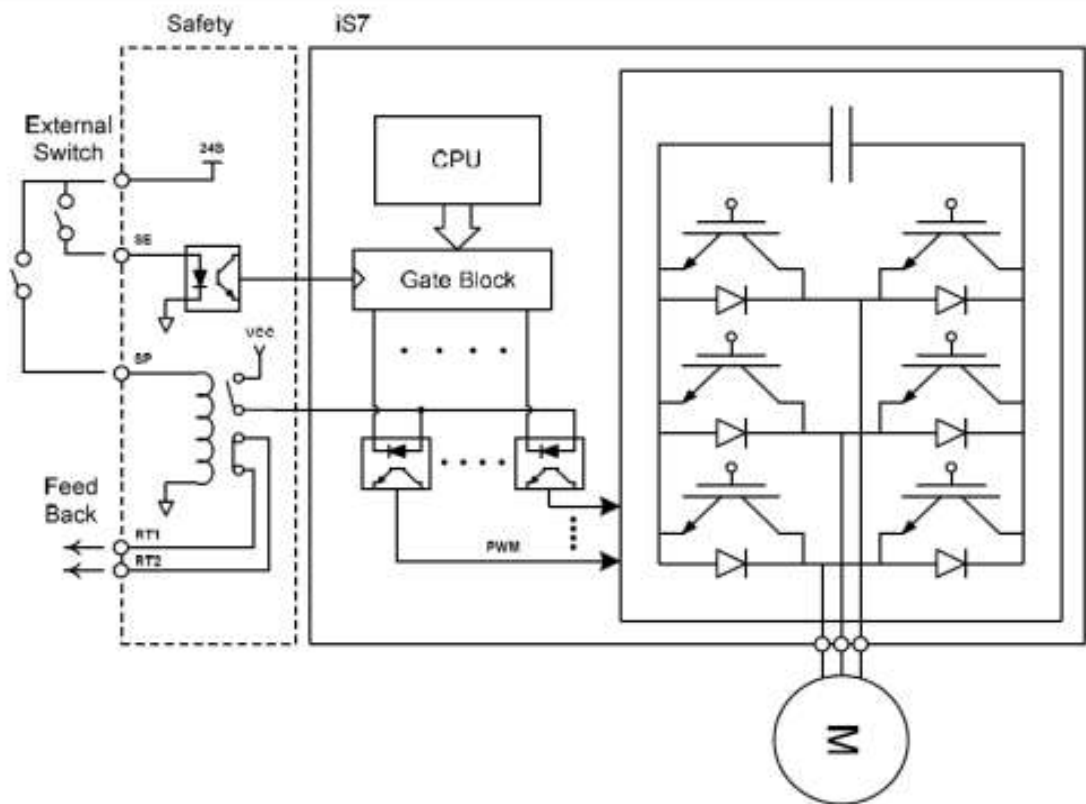 Safety
iS7
External
Switch
24S
CPU
SE
Gate Block
VCC
SP
Feed
Back
RT1
RT2
PWM
M